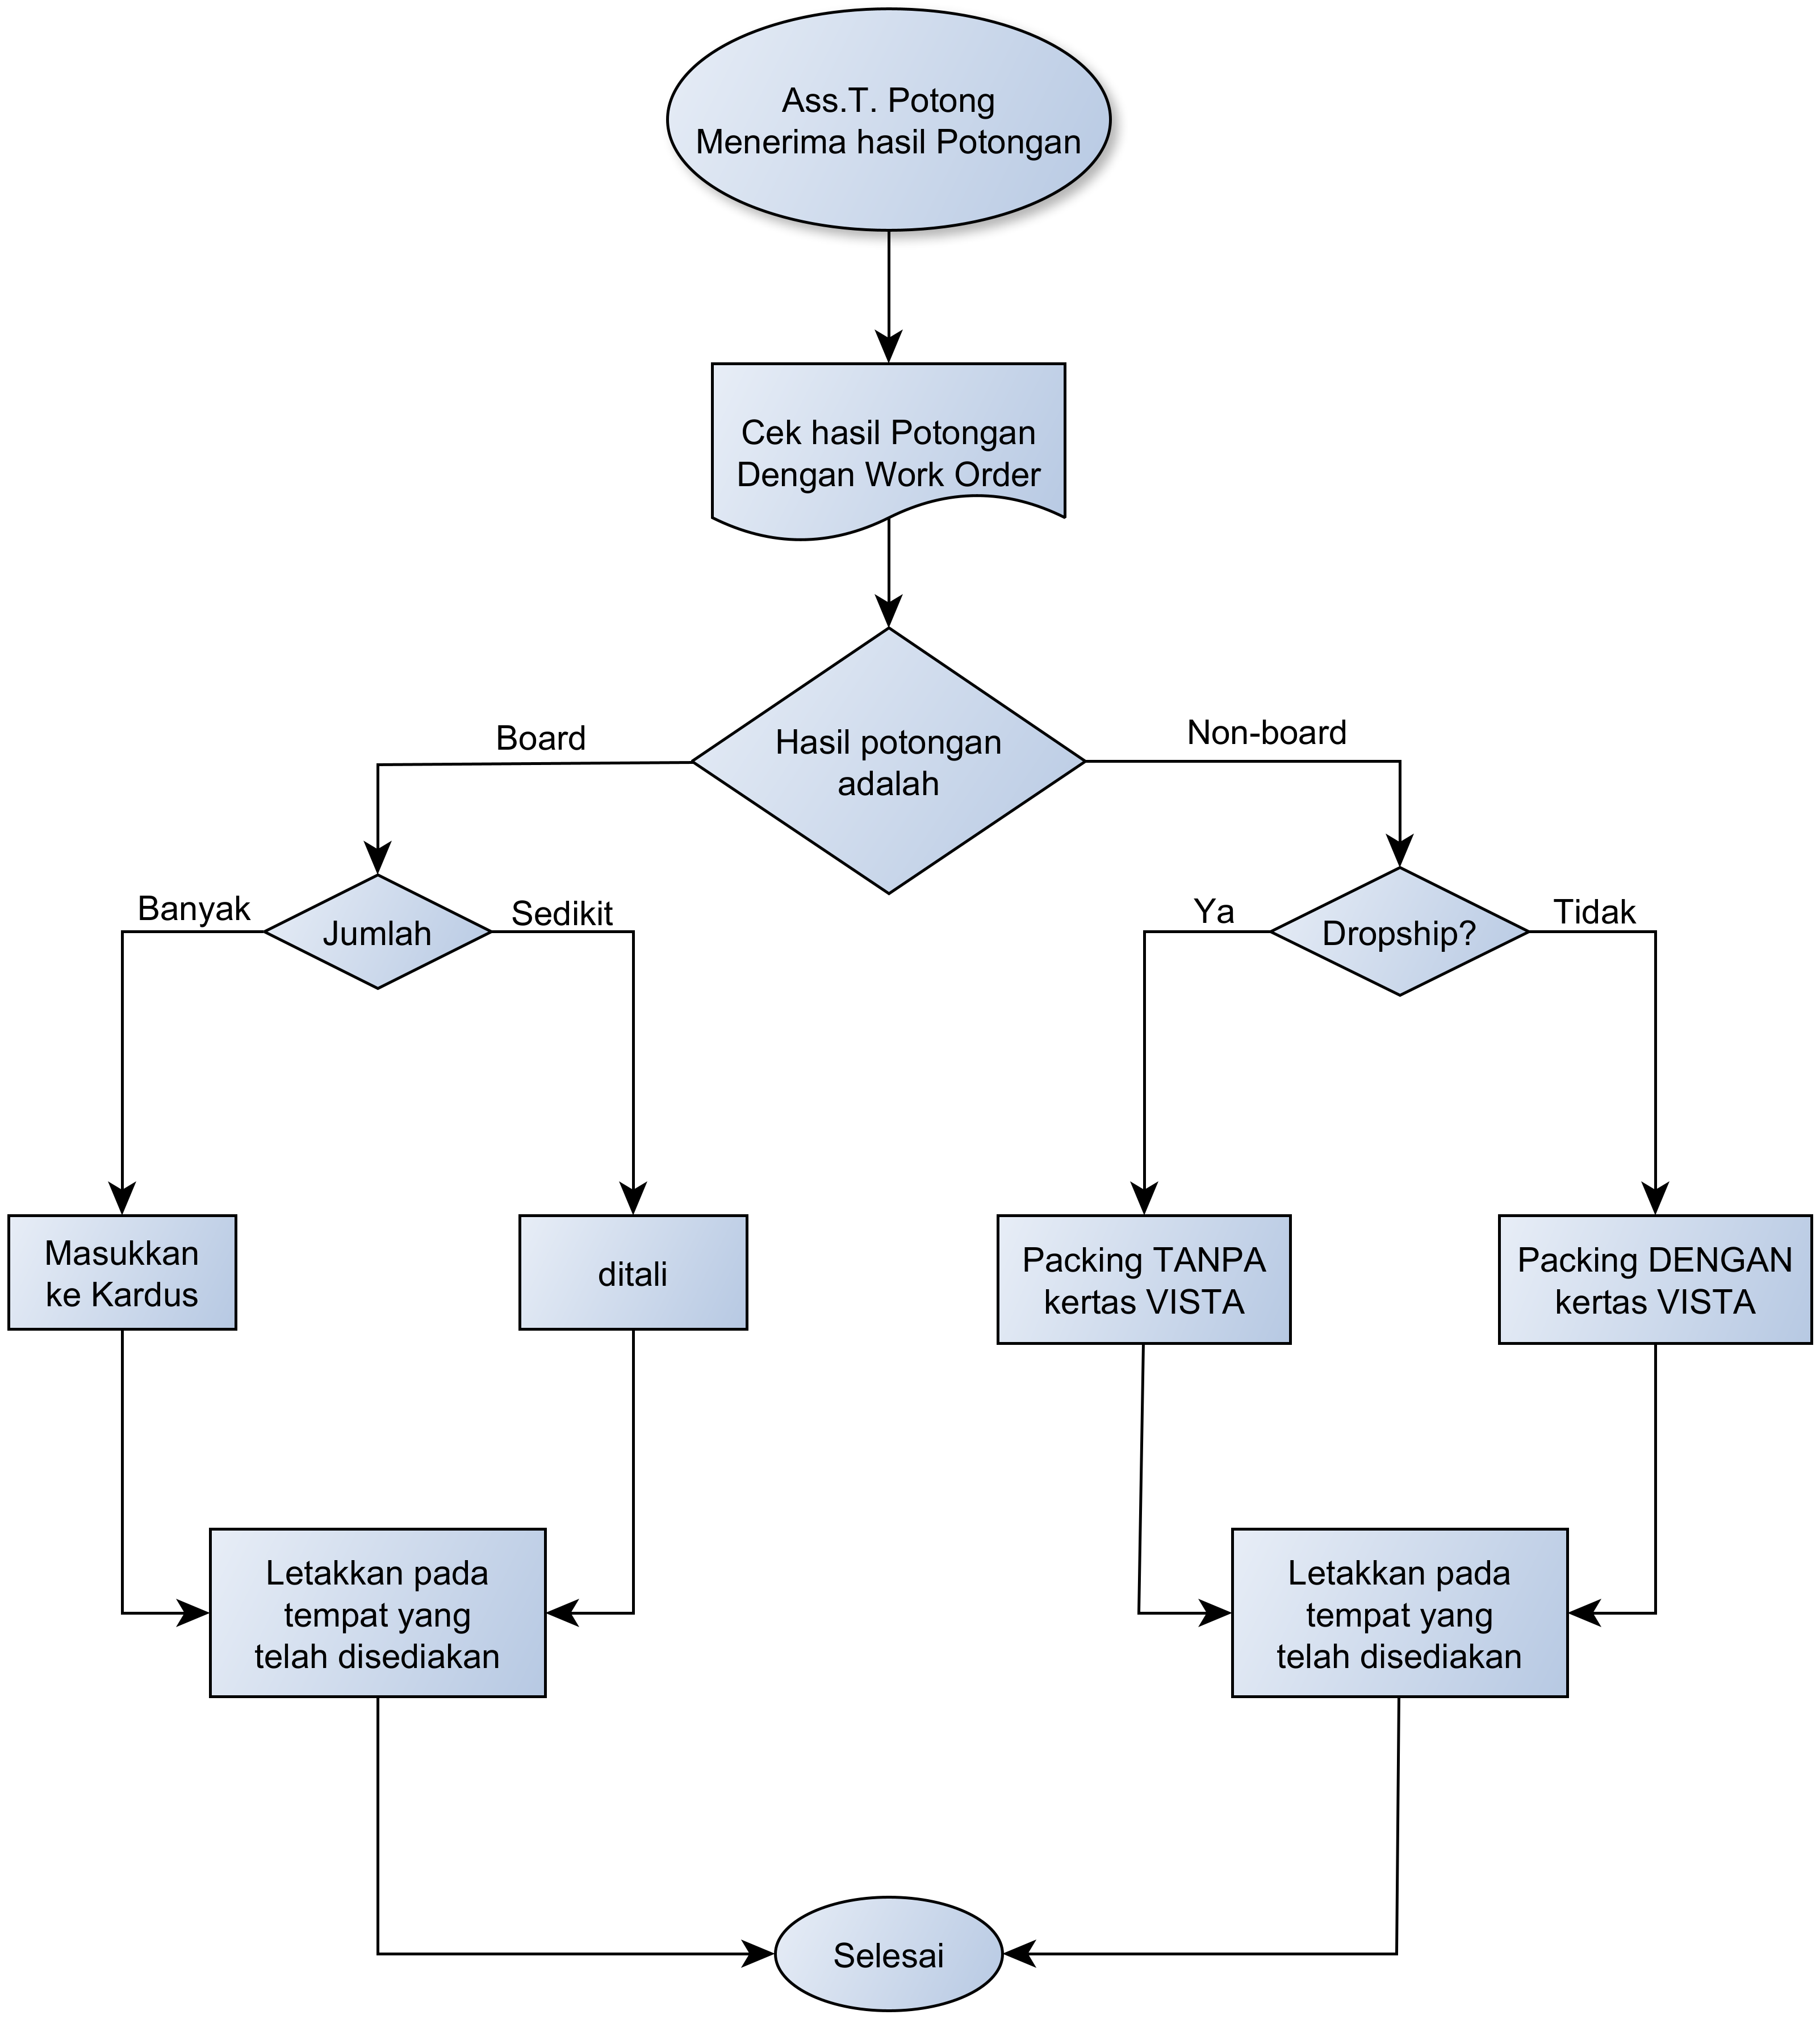 Ass.T. Potong
Menerima hasil Potongan
Cek hasil Potongan
Dengan Work Order
Hasil potongan
adalah
Board
Non-board
Jumlah
Banyak
Sedikit
Dropship?
Ya
Tidak
Masukkan
ke Kardus
ditali
Packing TANPA
kertas VISTA
Packing DENGAN
kertas VISTA
Letakkan pada
tempat yang
telah disediakan
Letakkan pada
tempat yang
telah disediakan
Selesai